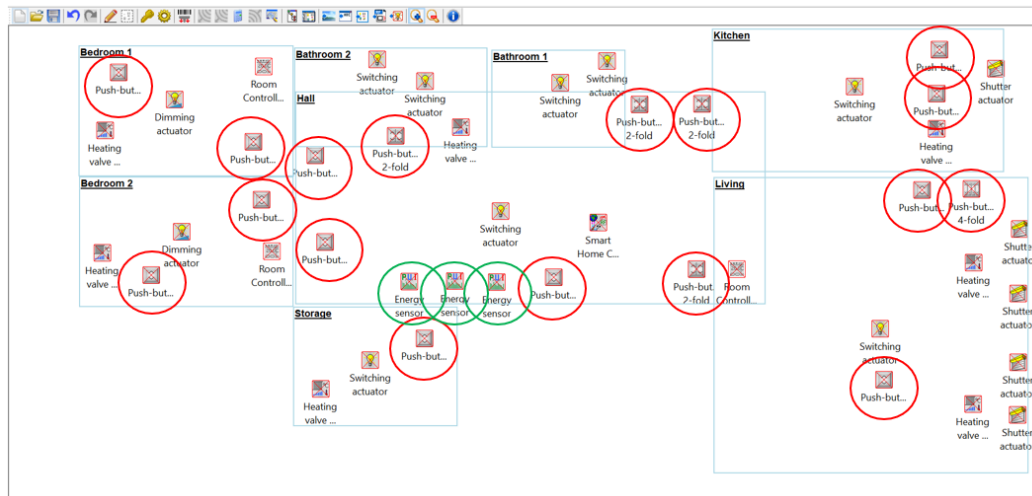 Kitchen
Bedroom 1
Bathroom 2
Bathroom 1
Push-but...
Switching
actuator
Room
Controll...
Push-but...
Switching
actuator
Switching
actuator
Switching
actuator
Switching
actuator
Shutter
actuator
Push-but...
Dimming
actuator
Hall
Push-but...
2-fold
Push-but...
2-fold
Heating
valve ...
Push-but...
Push-but...
Push-but...
2-fold
Heating
valve ...
Heating
valve ...
Bedroom 2
Living
Push-but...
Push-but...
Push-but...
4-fold
Dimming
actuator
Switching
actuator
Smart
Home C...
Shutter
actuato
Heating
valve ...
Room
Controll...
Push-but...
Push-but...
Energy
sensor
Energy
sensor
Energy
sensor
Push-but...
Push-but
2-fold
Room
Controll...
Heating
valve ...
Shutter
actuato
Storage
Push-but...
Switching
actuator
Switching
actuator
Shutter
actuato
Heating
valve ...
Push-but...
Heating
valve ...
Shutter
actuato